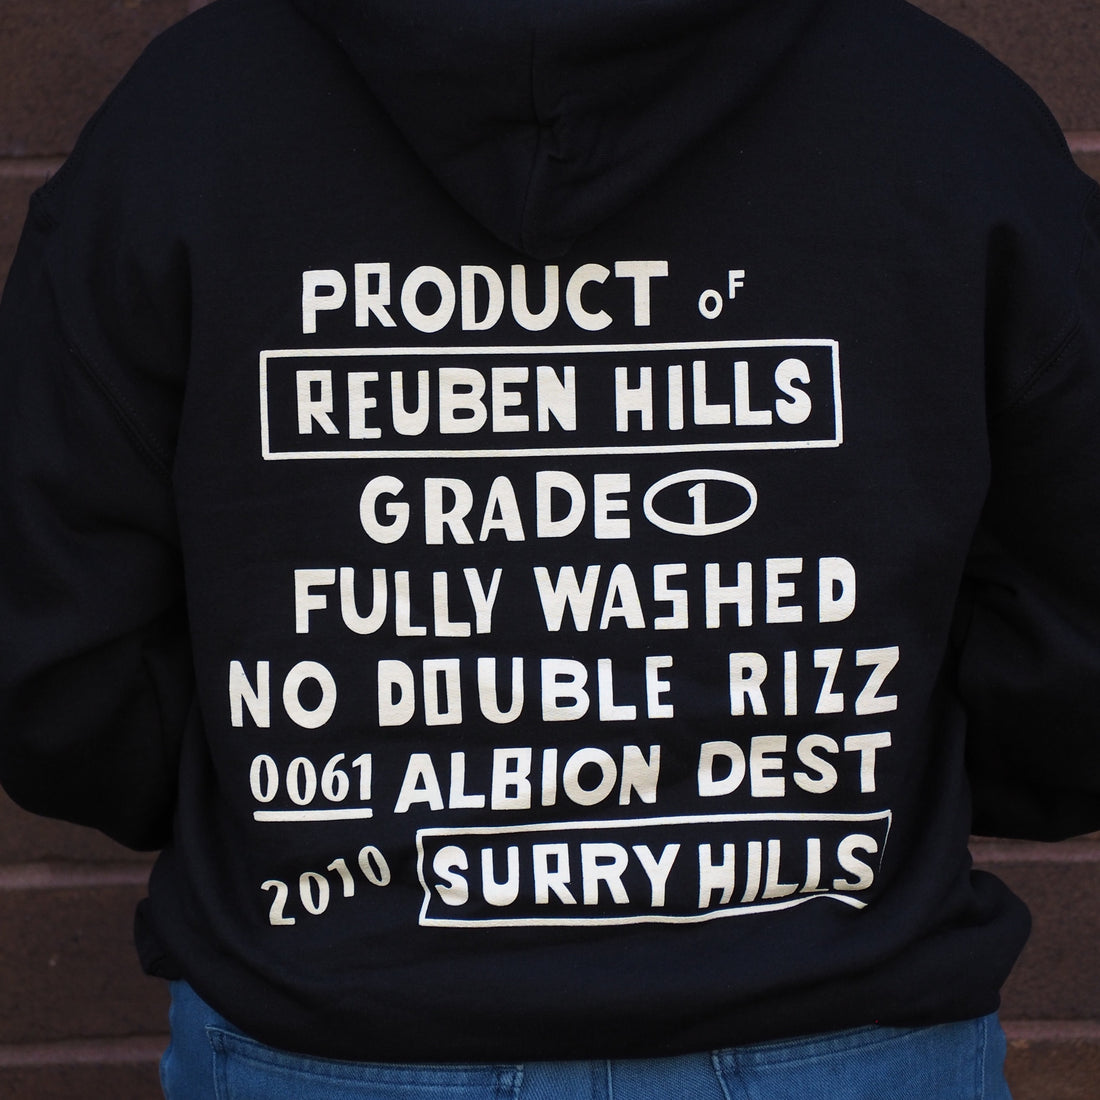 PRODUCT OF
REUBEN HILLS
GRADE 1
FULLY WASHED
NO DOUBLE RIZZ
0061 ALBION DEST
2010 SURRY HILLS